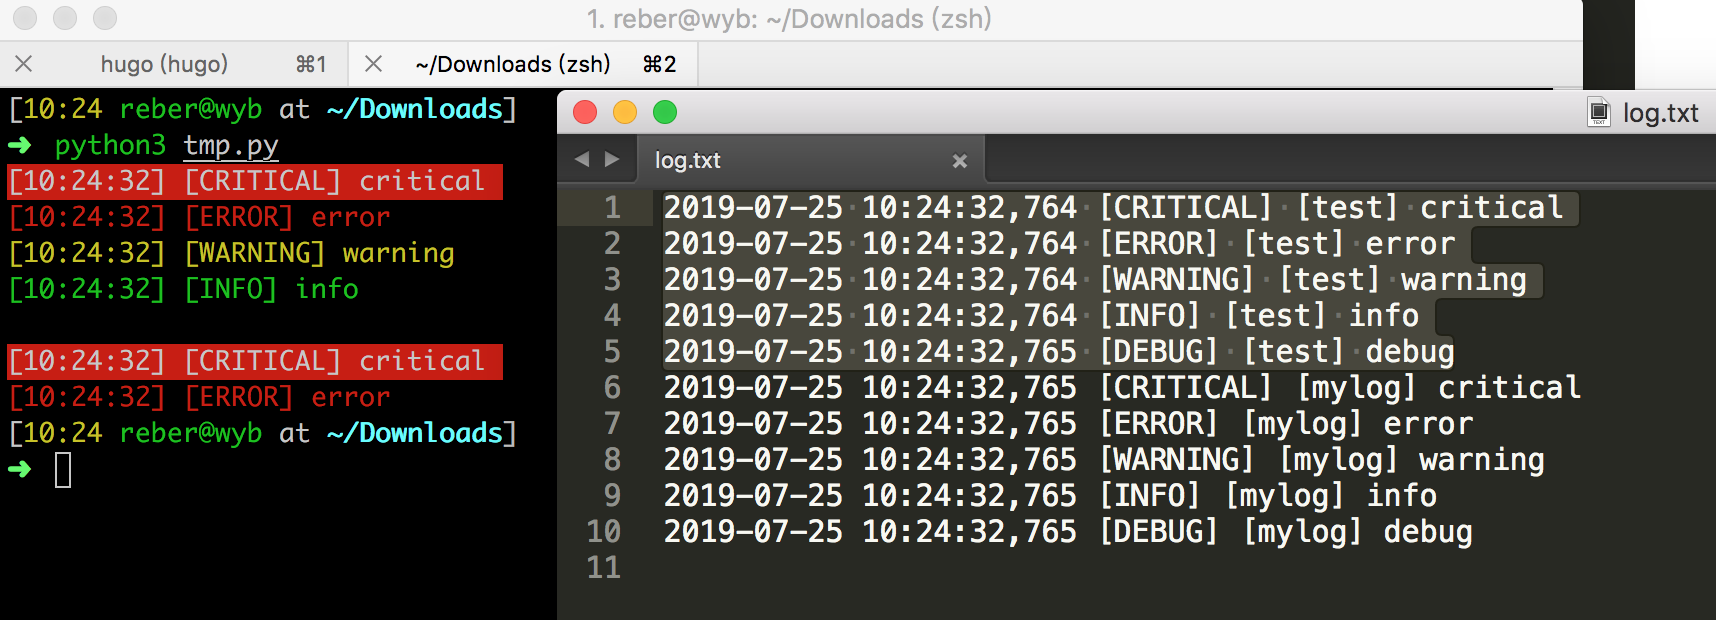 1. reber@wyb: ~/Downloads (zsh)
hugo (hugo) ⌘1 ~/Downloads (zsh) ⌘2
[10:24 reber@wyb at ~/Downloads]
➜ python3 tmp.py
[10:24:32] [CRITICAL] critical
[10:24:32] [ERROR] error
[10:24:32] [WARNING] warning
[10:24:32] [INFO] info
[10:24:32] [CRITICAL] critical
[10:24:32] [ERROR] error
[10:24 reber@wyb at ~/Downloads]
➜
log.txt
log.txt
1 2019-07-25 10:24:32,764 [CRITICAL] [test] critical
2 2019-07-25 10:24:32,764 [ERROR] [test] error
3 2019-07-25 10:24:32,764 [WARNING] [test] warning
4 2019-07-25 10:24:32,764 [INFO] [test] info
5 2019-07-25 10:24:32,765 [DEBUG] [test] debug
6 2019-07-25 10:24:32,765 [CRITICAL] [mylog] critical
7 2019-07-25 10:24:32,765 [ERROR] [mylog] error
8 2019-07-25 10:24:32,765 [WARNING] [mylog] warning
9 2019-07-25 10:24:32,765 [INFO] [mylog] info
10 2019-07-25 10:24:32,765 [DEBUG] [mylog] debug
11